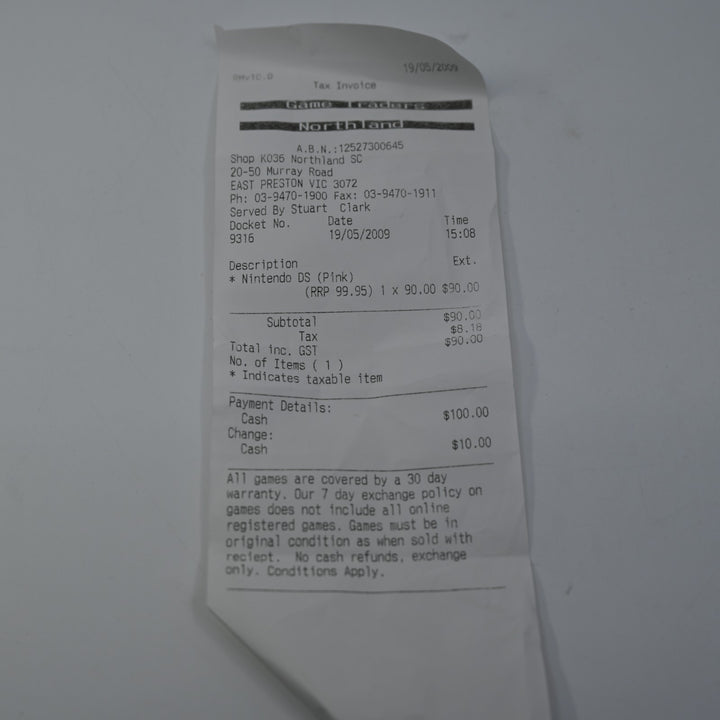 RMv10.0 19/05/2009
Tax Invoice
Game Traders
Northland
A.B.N.:12527300645
Shop K036 Northland SC
20-50 Murray Road
EAST PRESTON VIC 3072
Ph: 03-9470-1900 Fax: 03-9470-1911
Served By Stuart Clark
Docket No. Date Time
9316 19/05/2009 15:08
Description Ext.
* Nintendo DS (Pink)
(RRP 99.95) 1 x 90.00 $90.00
Subtotal $90.00
Tax $8.18
Total inc. GST $90.00
No. of Items ( 1 )
* Indicates taxable item
Payment Details:
Cash $100.00
Change:
Cash $10.00
All games are covered by a 30 day
warranty. Our 7 day exchange policy on
games does not include all online
registered games. Games must be in
original condition as when sold with
reciept. No cash refunds, exchange
only. Conditions Apply.